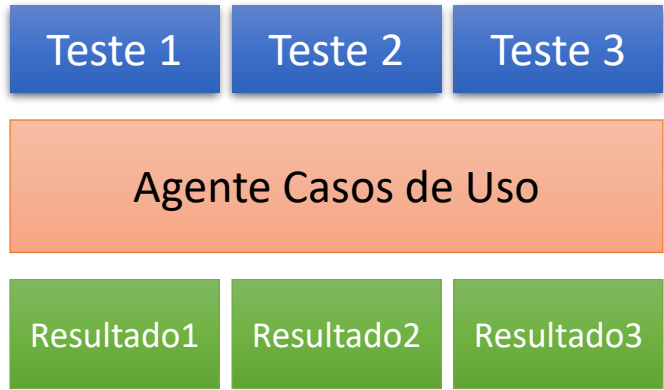 Teste 1
Teste 2
Teste 3
Agente Casos de Uso
Resultado1
Resultado2
Resultado3